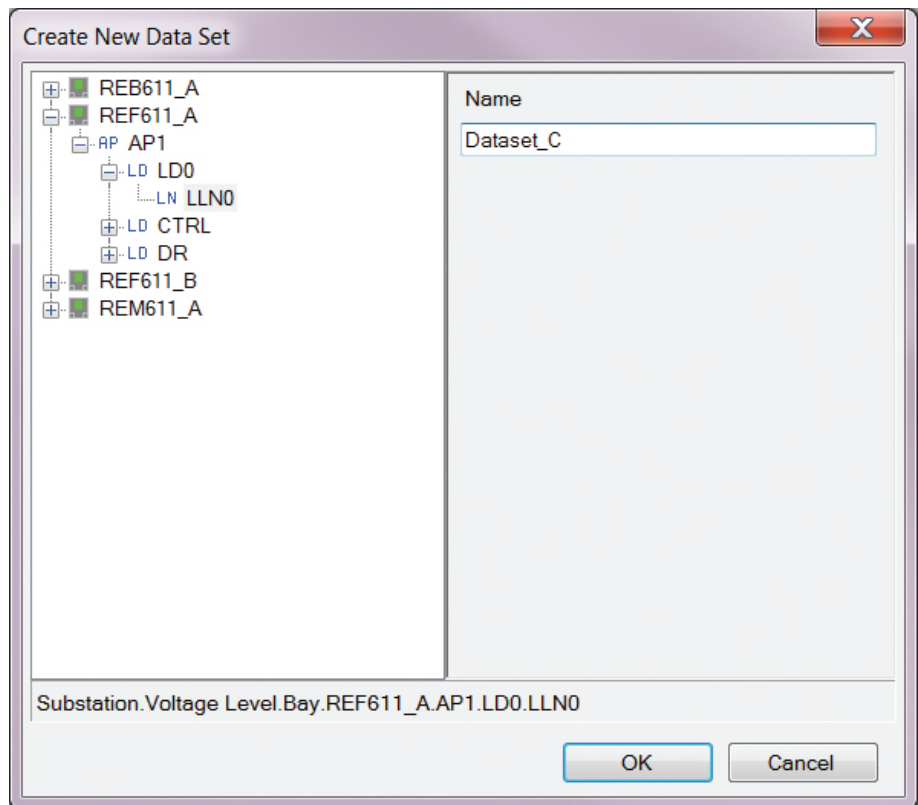 Create New Data Set
REB611_A
REF611_A
AP AP1
LD LD0
LN LLN0
LD CTRL
LD DR
REF611_B
REM611_A
Name
Dataset_C
Substation.Voltage Level.Bay.REF611_A.AP1.LD0.LLN0
OK
Cancel